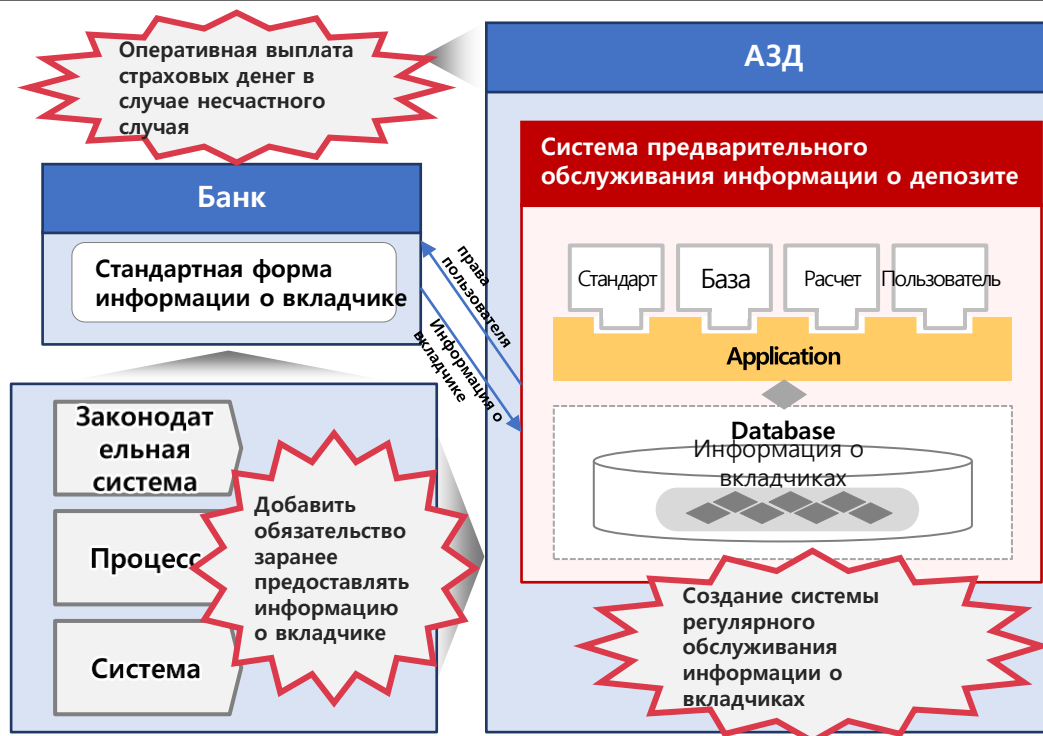 Оперативная выплата
страховых денег в
случае несчастного
случая
Банк
Стандартная форма
информации о вкладчике
права
пользователя
Информация о
вкладчике
АЗД
Система предварительного
обслуживания информации о депозите
Стандарт
База
Расчет
Пользователь
Application
Database
Информация о
вкладчиках
Законодат
ельная
система
Процесс
Система
Добавить
обязательство
заранее
предоставлять
информацию
о вкладчике
Создание системы
регулярного
обслуживания
информации о
вкладчиках